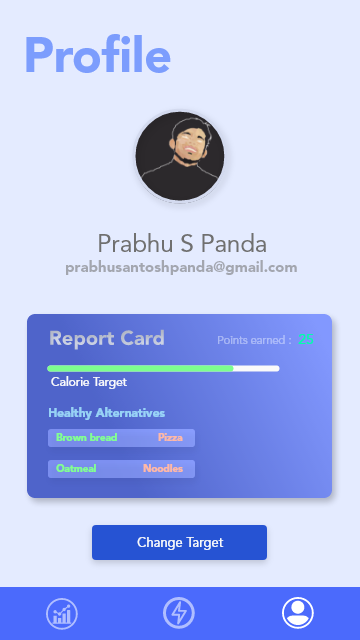 Profile
Prabhu S Panda
prabhusantoshpanda@gmail.com
Report Card
Points earned : 25
Calorie Target
Healthy Alternatives
Brown bread Pizza
Oatmeal Noodles
Change Target